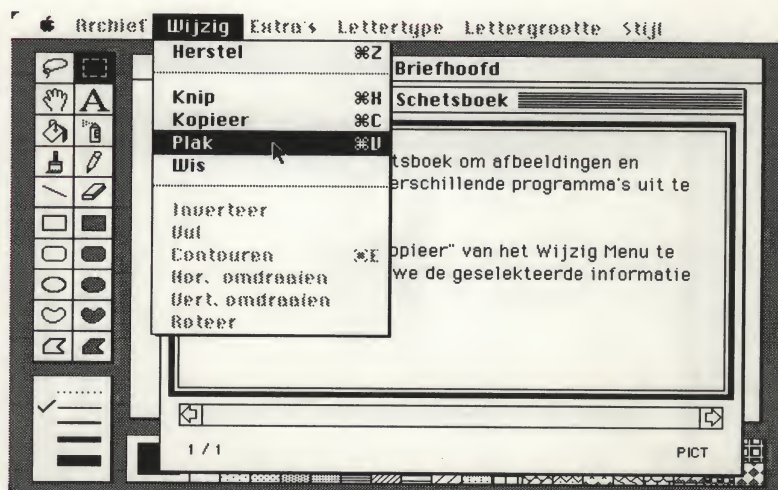 Archief Wijzig Extra's Lettertype Lettergrootte Stijl
Herstel ⌘Z
Knip ⌘X
Kopieer ⌘C
Plak ⌘V
Wis
Inverteer
Vul
Contouren ⌘E
Hor. omdraaien
Vert. omdraaien
Roteer
A
Briefhoofd
Schetsboek
tsboek om afbeeldingen en
erschillende programma's uit te
opieer" van het Wijzig Menu te
we de geselekteerde informatie
1 / 1
PICT